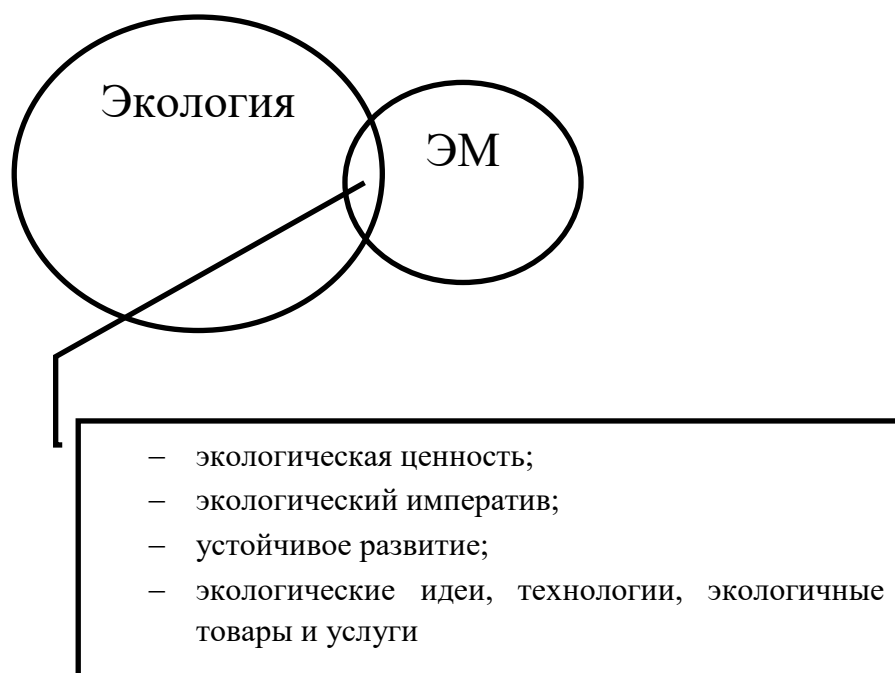 Экология
ЭМ
– экологическая ценность;
– экологический императив;
– устойчивое развитие;
– экологические идеи, технологии, экологичные
товары и услуги